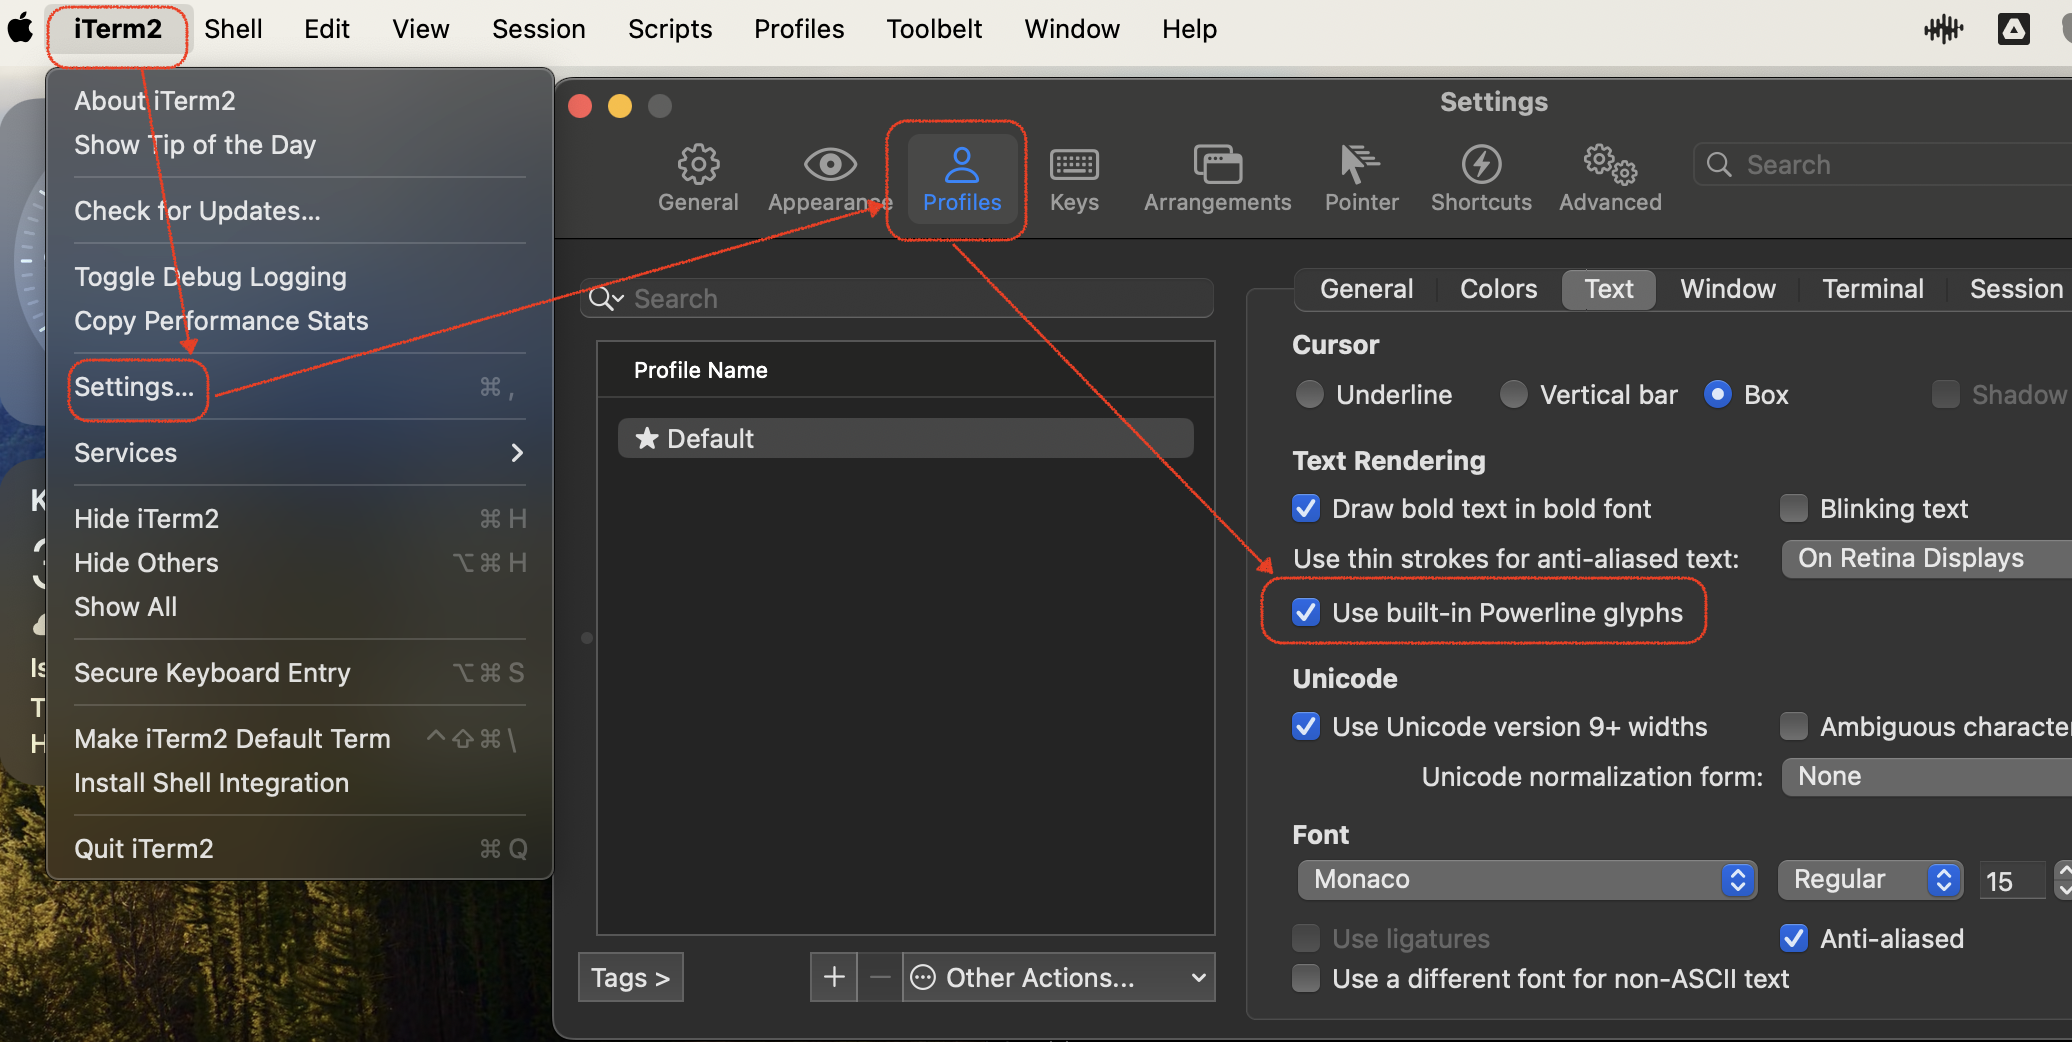 iTerm2 Shell Edit View Session Scripts Profiles Toolbelt Window Help
About iTerm2
Show Tip of the Day
Check for Updates...
Toggle Debug Logging
Copy Performance Stats
Settings... ⌘ ,
Services
Hide iTerm2 ⌘ H
Hide Others ⌥ ⌘ H
Show All
Secure Keyboard Entry ⌥ ⌘ S
Make iTerm2 Default Term ^ ⇧ ⌘ \
Install Shell Integration
Quit iTerm2 ⌘ Q
Settings
General Appearance Profiles Keys Arrangements Pointer Shortcuts Advanced
Search
Search
Profile Name
★ Default
Tags >
+ − Other Actions...
General Colors Text Window Terminal Session
Cursor
Underline Vertical bar Box Shadow
Text Rendering
Draw bold text in bold font Blinking text
Use thin strokes for anti-aliased text: On Retina Displays
Use built-in Powerline glyphs
Unicode
Use Unicode version 9+ widths Ambiguous
Unicode normalization form: None
Font
Monaco Regular 15
Use ligatures Anti-aliased
Use a different font for non-ASCII text